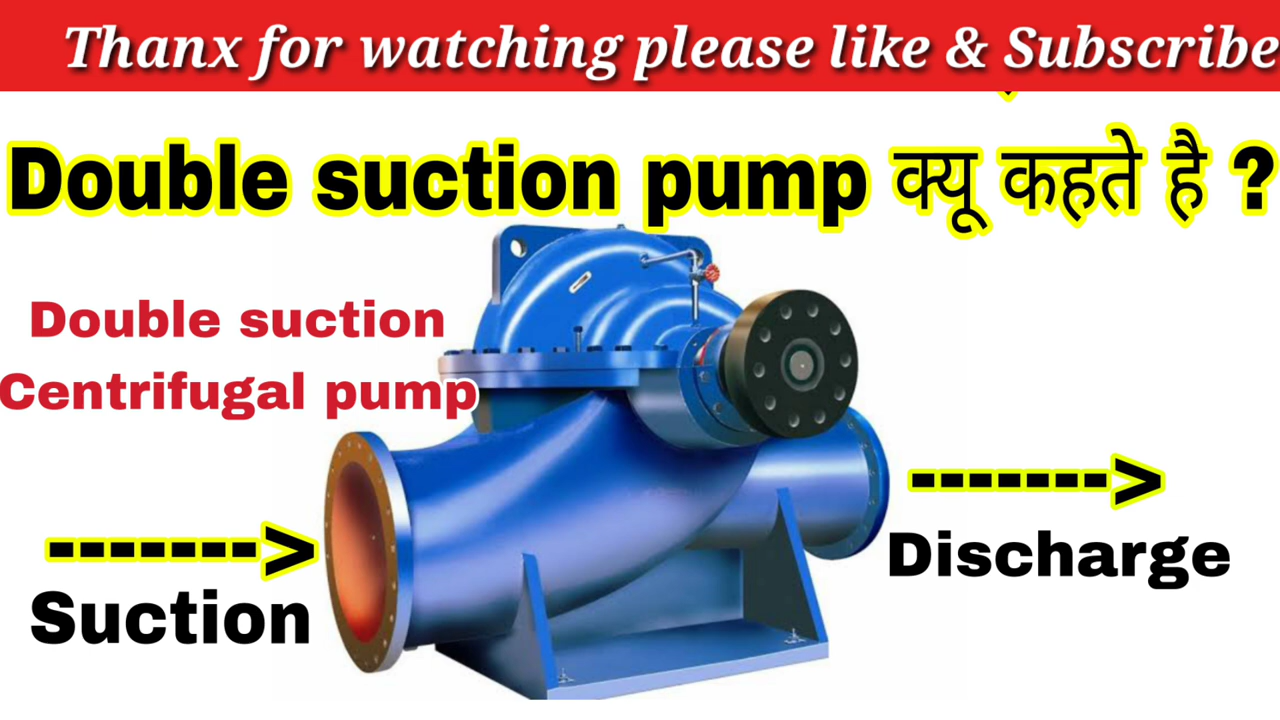 Thanx for watching please like & Subscribe
Double suction pump क्यू कहते है ?
Double suction
Centrifugal pump
------->
Discharge
------->
Suction